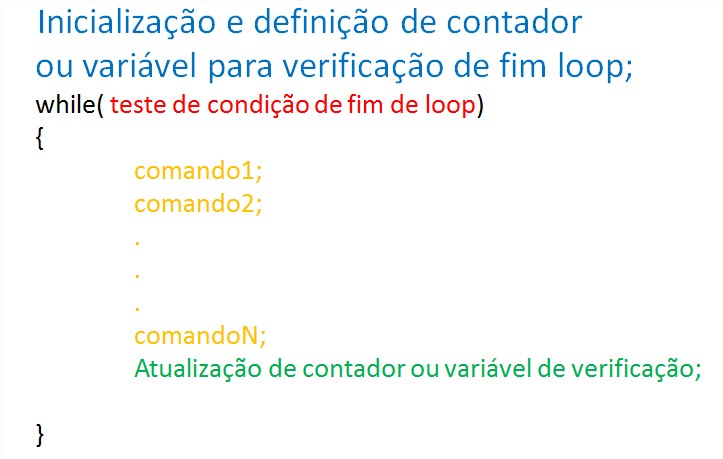 Inicialização e definição de contador
ou variável para verificação de fim loop;
while( teste de condição de fim de loop)
{
comando1;
comando2;
.
.
.
comandoN;
Atualização de contador ou variável de verificação;
}